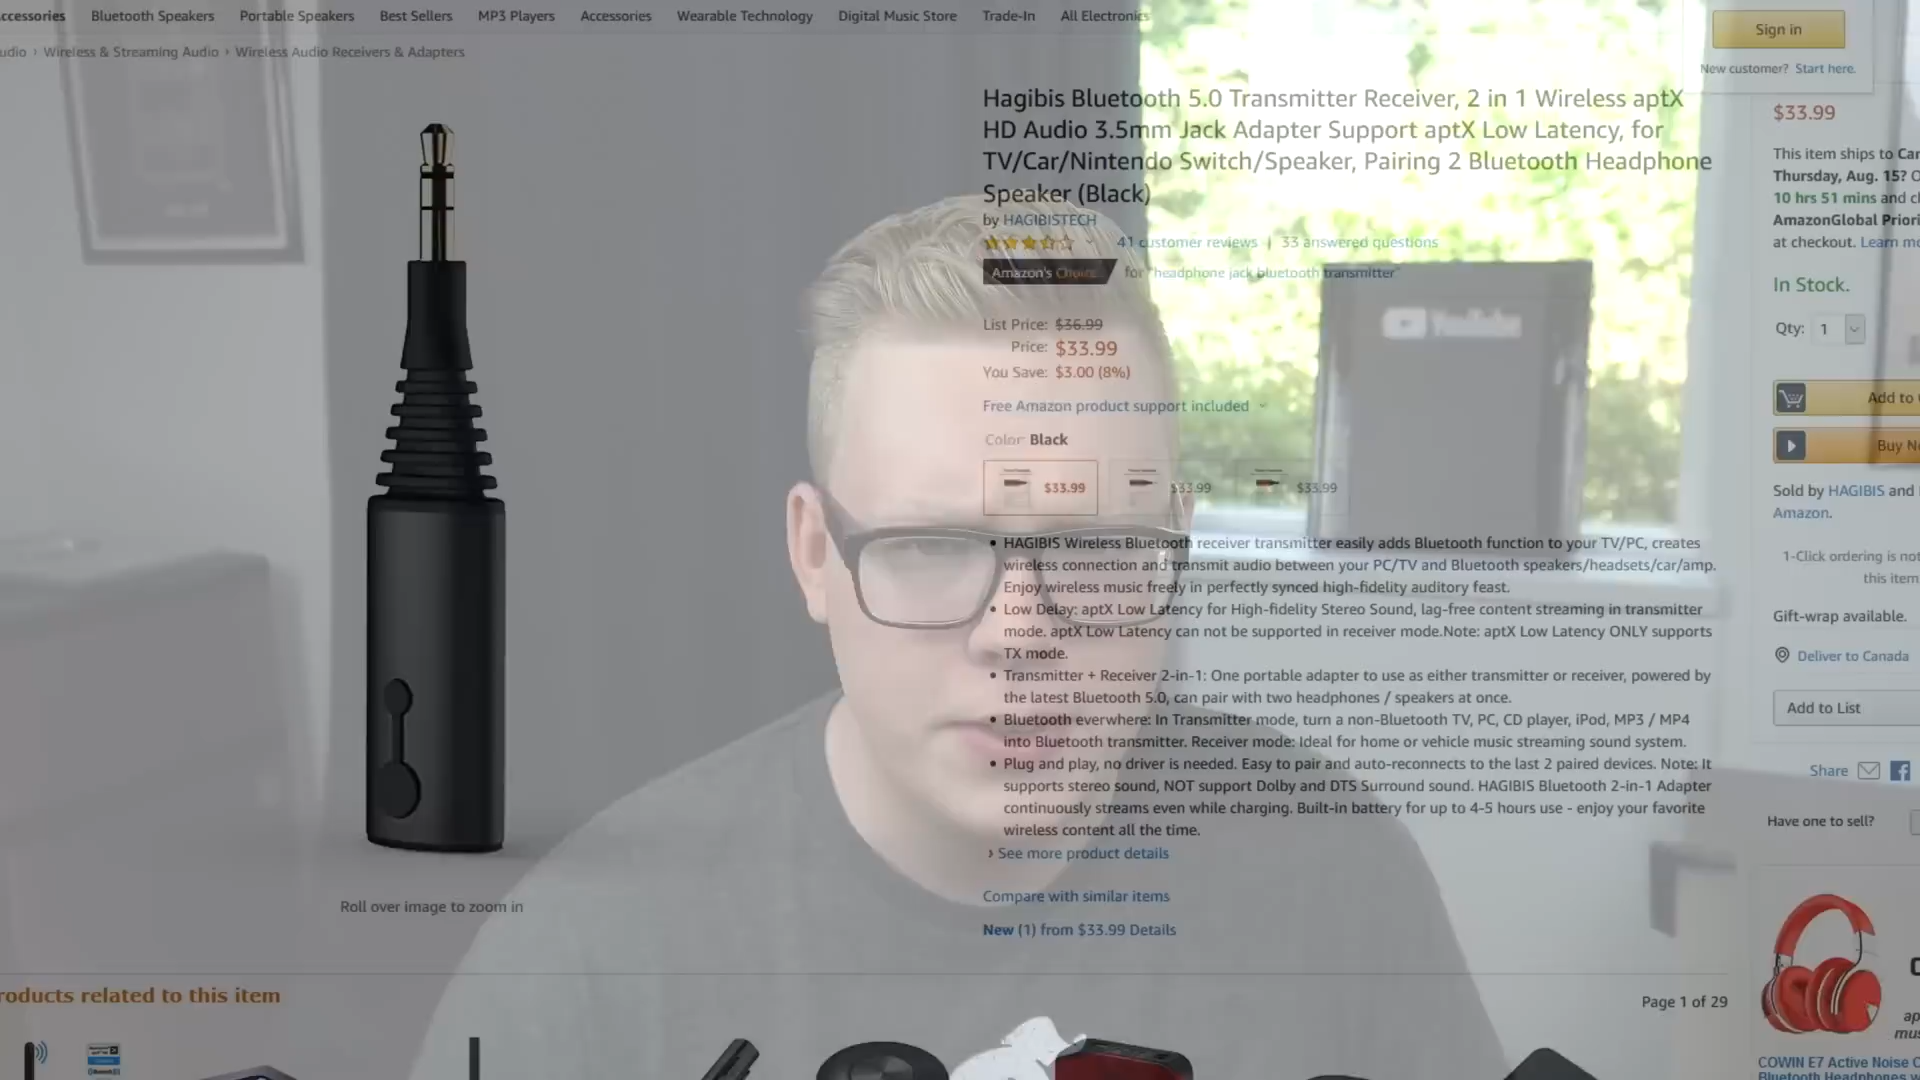 ccessories Bluetooth Speakers Portable Speakers Best Sellers MP3 Players Accessories Wearable Technology Digital Music Store Trade-In All Electronics
Sign in
New customer? Start here.
udio › Wireless & Streaming Audio › Wireless Audio Receivers & Adapters
Hagibis Bluetooth 5.0 Transmitter Receiver, 2 in 1 Wireless aptX
HD Audio 3.5mm Jack Adapter Support aptX Low Latency, for
TV/Car/Nintendo Switch/Speaker, Pairing 2 Bluetooth Headphone
Speaker (Black)
by HAGIBISTECH
41 customer reviews | 33 answered questions
Amazon's Choice for "headphone jack bluetooth transmitter"
List Price: $36.99
Price: $33.99
You Save: $3.00 (8%)
Free Amazon product support included
Color: Black
$33.99 $33.99 $33.99
• HAGIBIS Wireless Bluetooth receiver transmitter easily adds Bluetooth function to your TV/PC, creates
wireless connection and transmit audio between your PC/TV and Bluetooth speakers/headsets/car/amp.
Enjoy wireless music freely in perfectly synced high-fidelity auditory feast.
• Low Delay: aptX Low Latency for High-fidelity Stereo Sound, lag-free content streaming in transmitter
mode. aptX Low Latency can not be supported in receiver mode.Note: aptX Low Latency ONLY supports
TX mode.
• Transmitter + Receiver 2-in-1: One portable adapter to use as either transmitter or receiver, powered by
the latest Bluetooth 5.0, can pair with two headphones / speakers at once.
• Bluetooth everwhere: In Transmitter mode, turn a non-Bluetooth TV, PC, CD player, iPod, MP3 / MP4
into Bluetooth transmitter. Receiver mode: Ideal for home or vehicle music streaming sound system.
• Plug and play, no driver is needed. Easy to pair and auto-reconnects to the last 2 paired devices. Note: It
supports stereo sound, NOT support Dolby and DTS Surround sound. HAGIBIS Bluetooth 2-in-1 Adapter
continuously streams even while charging. Built-in battery for up to 4-5 hours use - enjoy your favorite
wireless content all the time.
› See more product details
Compare with similar items
New (1) from $33.99 Details
Roll over image to zoom in
YouTube
$33.99
This item ships to Car
Thursday, Aug. 15? O
10 hrs 51 mins and ch
AmazonGlobal Priori
at checkout. Learn mo
In Stock.
Qty: 1
Add to C
Buy No
Sold by HAGIBIS and
Amazon.
1-Click ordering is not
this item
Gift-wrap available.
Deliver to Canada
Add to List
Share
Have one to sell?
roducts related to this item
Page 1 of 29
ap
mus
COWIN E7 Active Noise C
Bluetooth Headphones w